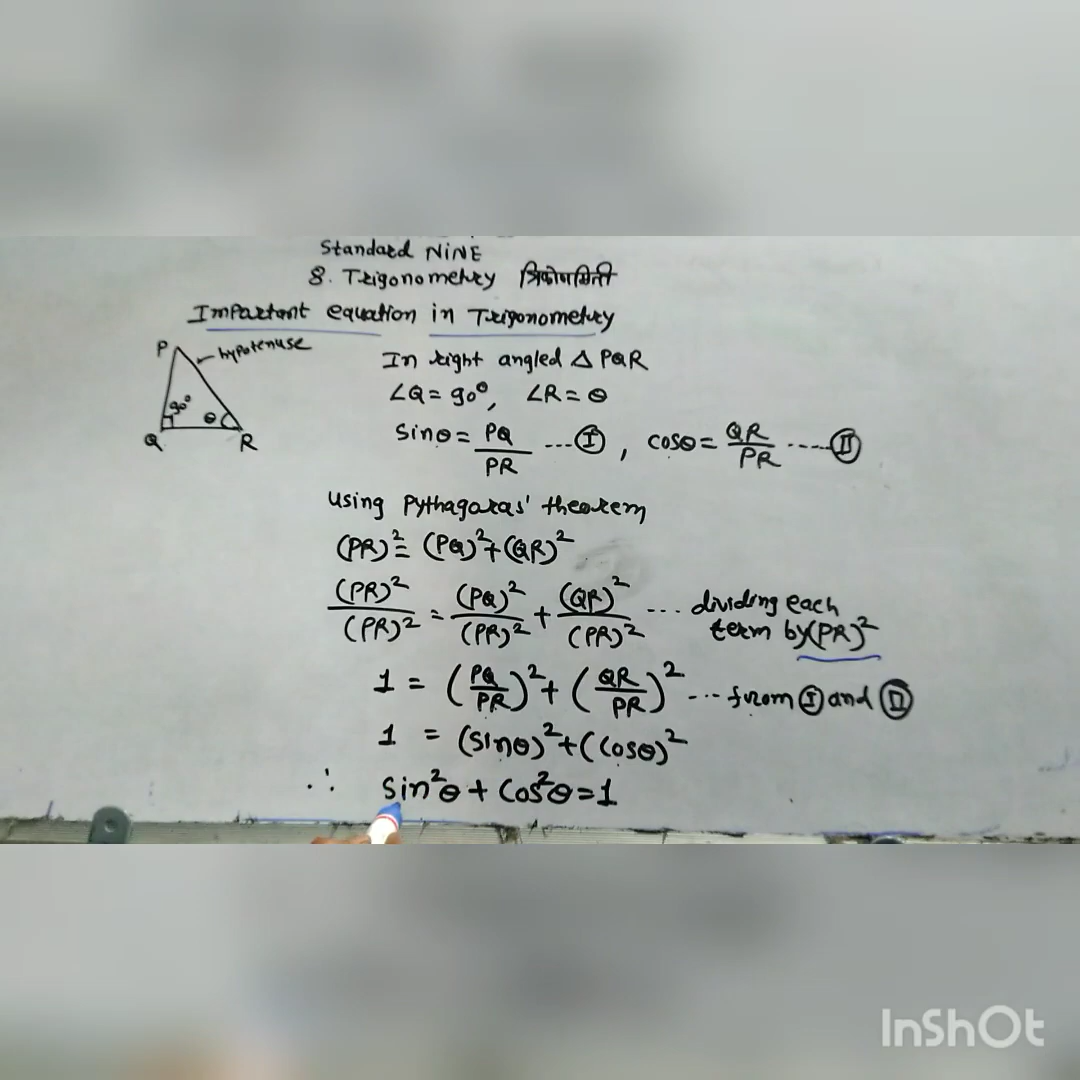 Standard NINE
8. Trigonometry त्रिकोणमिती
Important equation in Trigonometry
P
hypotenuse
90°
θ
Q
R
In right angled △ PQR
∠Q = 90°, ∠R = θ
sinθ = PQ/PR ---- Ⓘ , cosθ = QR/PR ----- Ⓘ︎Ⓘ
using Pythagoras' theorem
(PR)² = (PQ)² + (QR)²
(PR)²/(PR)² = (PQ)²/(PR)² + (QR)²/(PR)² --- dividing each
term by (PR)²
1 = (PQ/PR)² + (QR/PR)² --- from Ⓘ and Ⓘ︎Ⓘ
1 = (sinθ)² + (cosθ)²
∴ sin²θ + cos²θ = 1
InShOt